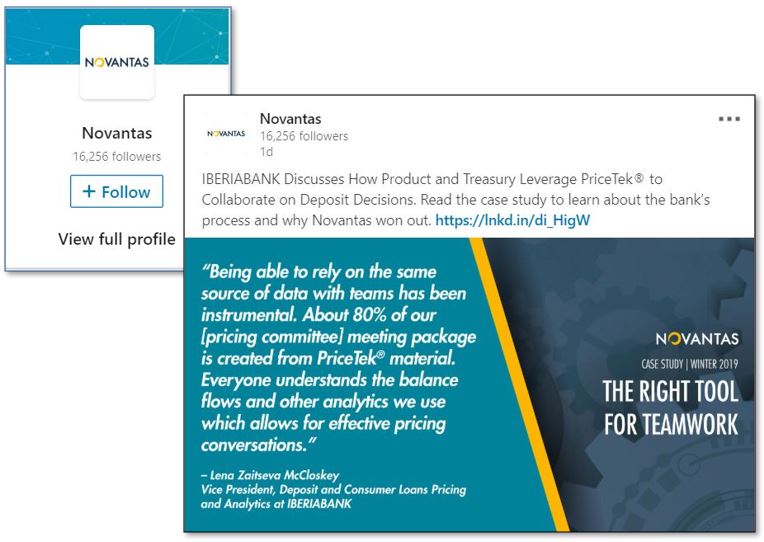 NOVANTAS
Novantas
16,256 followers
+ Follow
View full profile
NOVANTAS
Novantas
16,256 followers
1d
IBERIABANK Discusses How Product and Treasury Leverage PriceTek® to
Collaborate on Deposit Decisions. Read the case study to learn about the bank’s
process and why Novantas won out. https://lnkd.in/di_HigW
“Being able to rely on the same
source of data with teams has been
instrumental. About 80% of our
[pricing committee] meeting package
is created from PriceTek® material.
Everyone understands the balance
flows and other analytics we use
which allows for effective pricing
conversations.”
– Lena Zaitseva McCloskey
Vice President, Deposit and Consumer Loans Pricing
and Analytics at IBERIABANK
NOVANTAS
CASE STUDY | WINTER 2019
THE RIGHT TOOL
FOR TEAMWORK